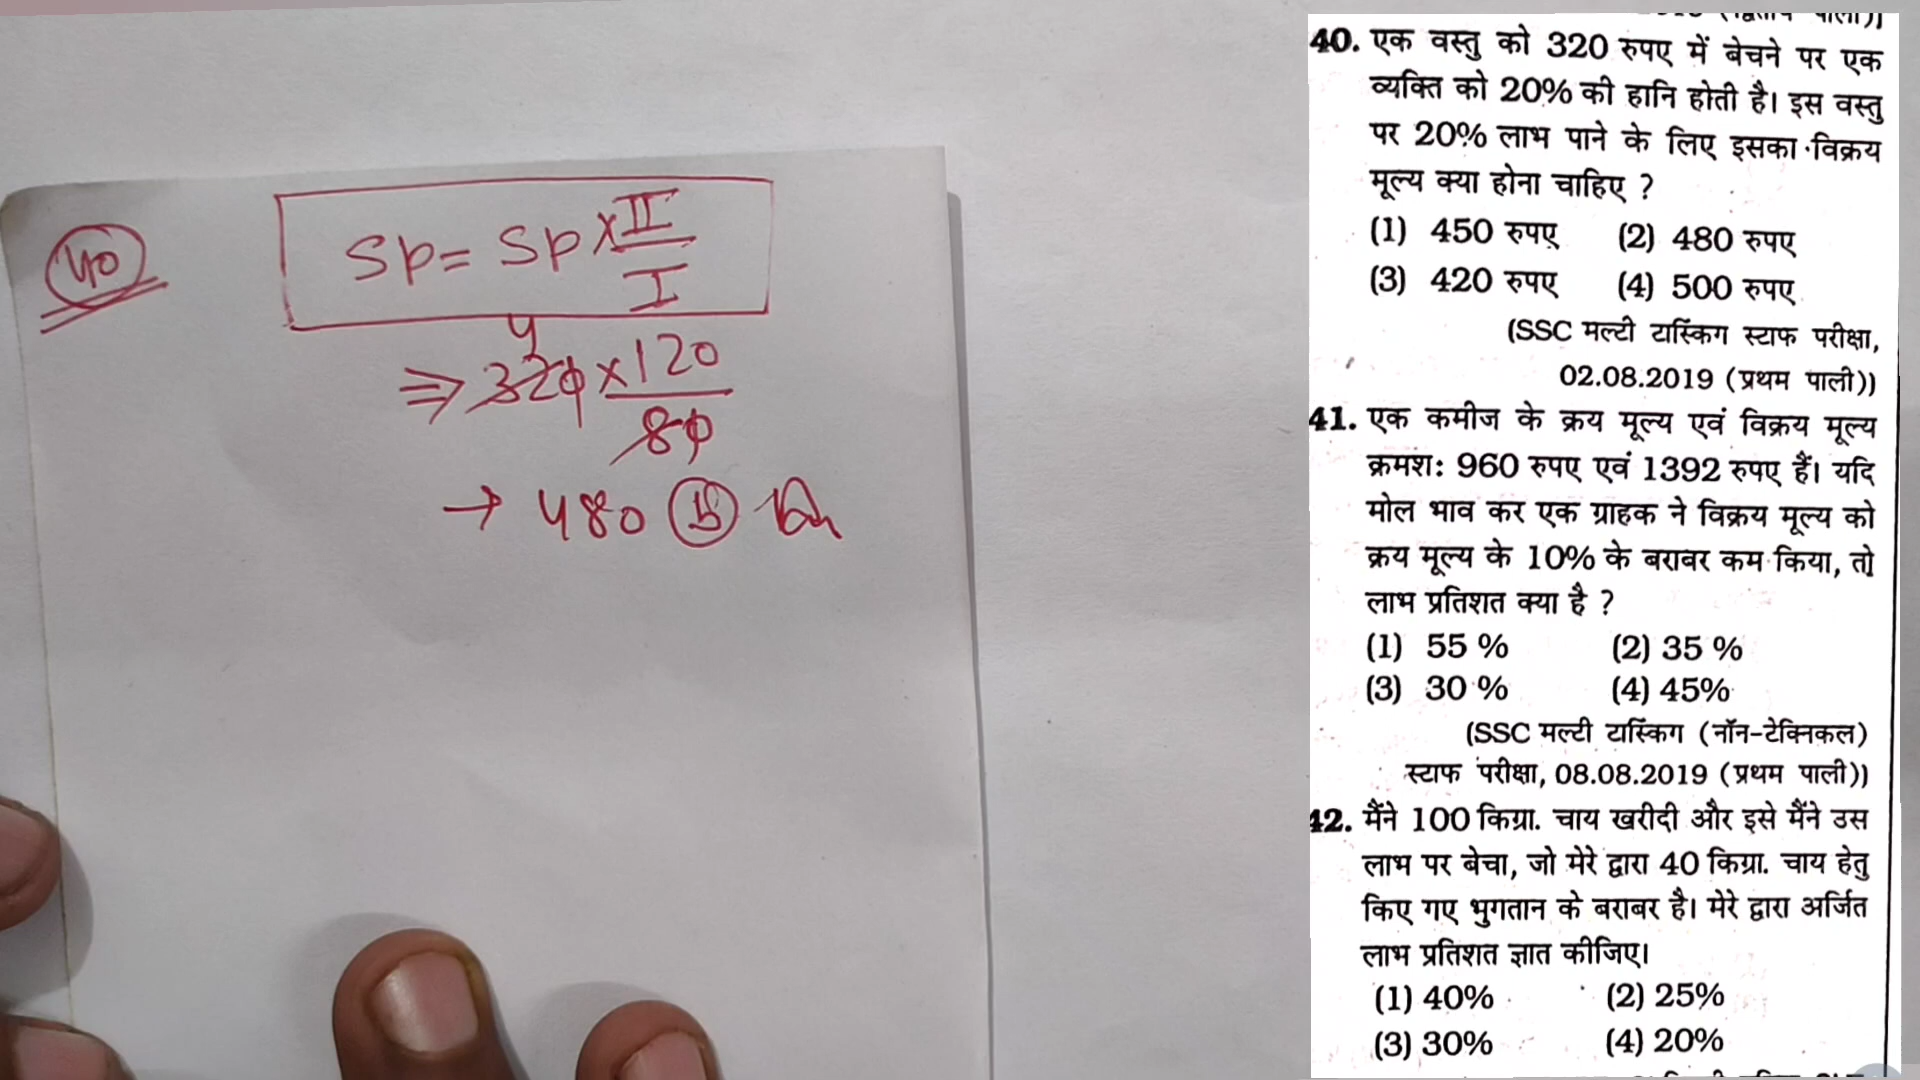 40
SP = SP × II / I
4
⇒ 320 × 120 / 80
→ 480
40. एक वस्तु को 320 रुपए में बेचने पर एक
व्यक्ति को 20% की हानि होती है। इस वस्तु
पर 20% लाभ पाने के लिए इसका विक्रय
मूल्य क्या होना चाहिए ?
(1) 450 रुपए (2) 480 रुपए
(3) 420 रुपए (4) 500 रुपए
(SSC मल्टी टास्किंग स्टाफ परीक्षा,
02.08.2019 (प्रथम पाली))
41. एक कमीज के क्रय मूल्य एवं विक्रय मूल्य
क्रमश: 960 रुपए एवं 1392 रुपए हैं। यदि
मोल भाव कर एक ग्राहक ने विक्रय मूल्य को
क्रय मूल्य के 10% के बराबर कम किया, तो
लाभ प्रतिशत क्या है ?
(1) 55 % (2) 35 %
(3) 30 % (4) 45%
(SSC मल्टी टास्किंग (नॉन-टेक्निकल)
स्टाफ परीक्षा, 08.08.2019 (प्रथम पाली))
42. मैंने 100 किग्रा. चाय खरीदी और इसे मैंने उस
लाभ पर बेचा, जो मेरे द्वारा 40 किग्रा. चाय हेतु
किए गए भुगतान के बराबर है। मेरे द्वारा अर्जित
लाभ प्रतिशत ज्ञात कीजिए।
(1) 40% (2) 25%
(3) 30% (4) 20%